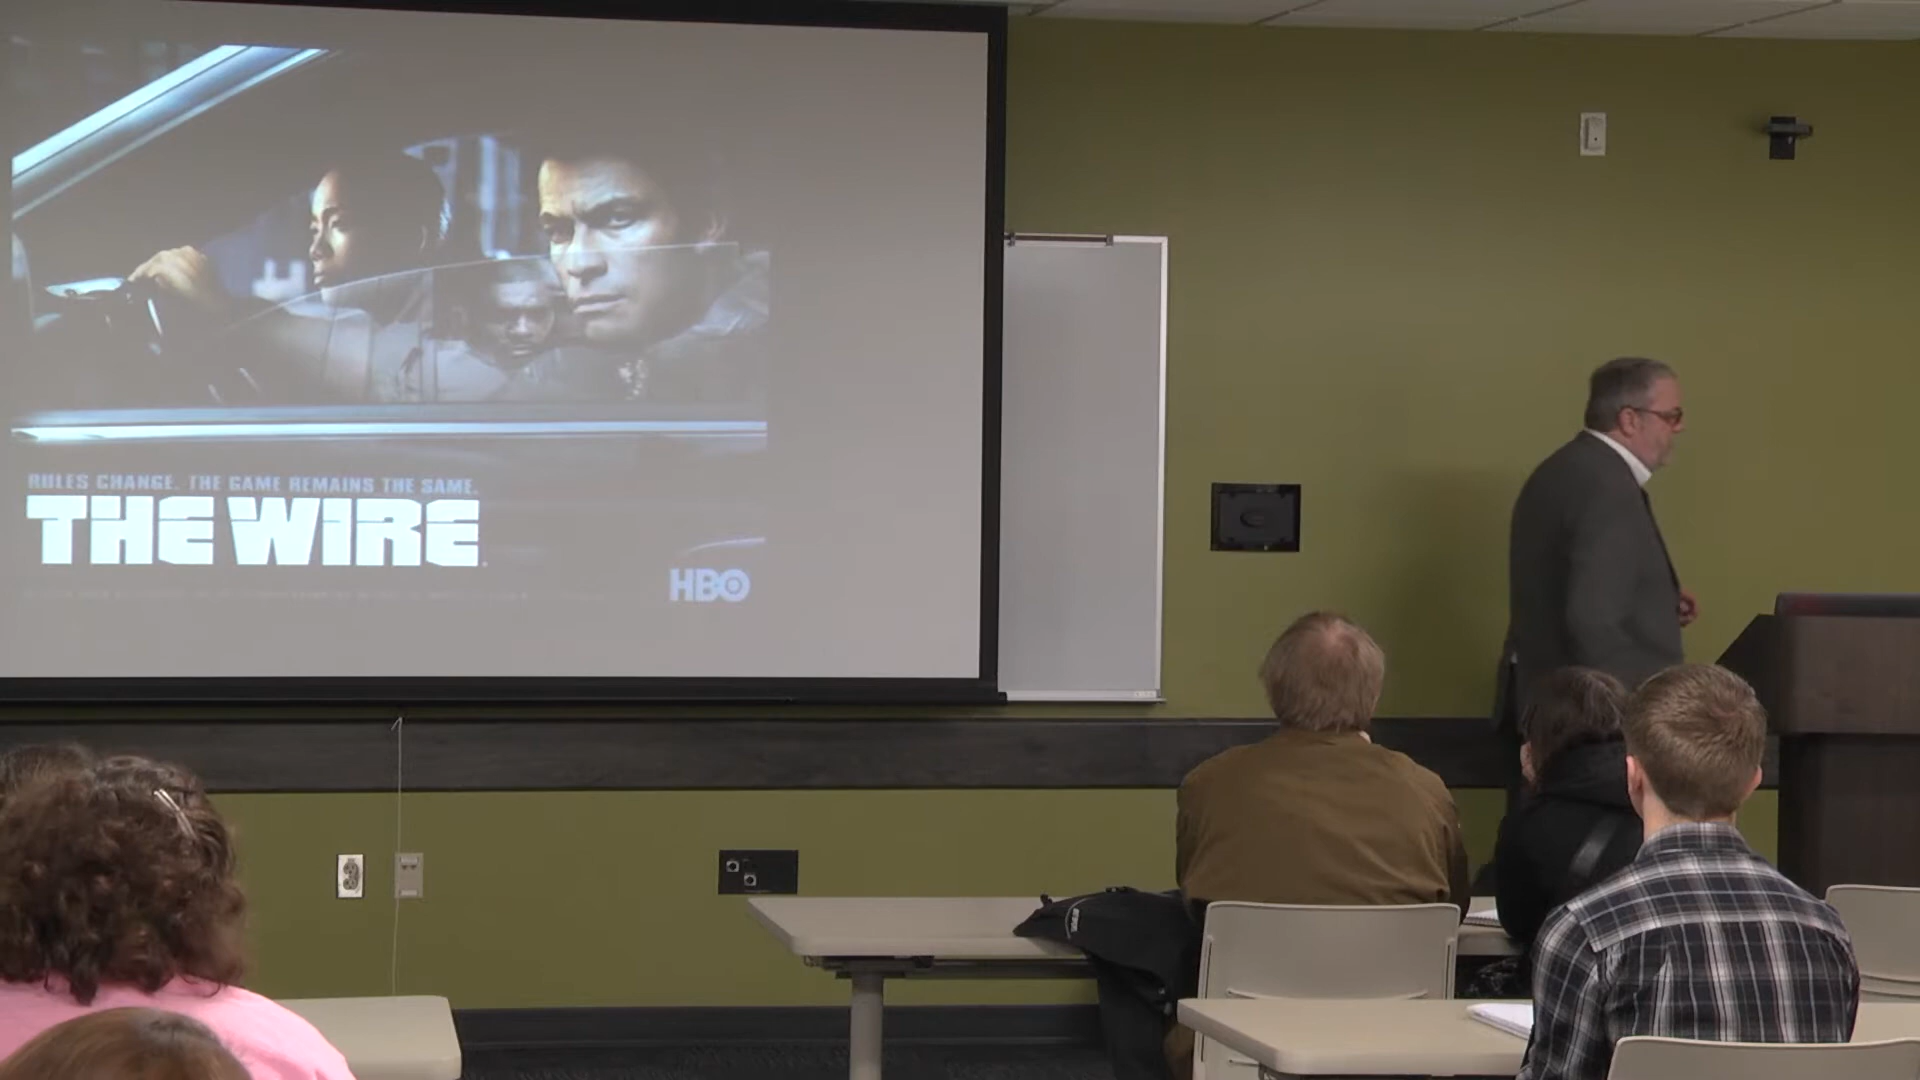 RULES CHANGE. THE GAME REMAINS THE SAME.
THE WIRE
HBO